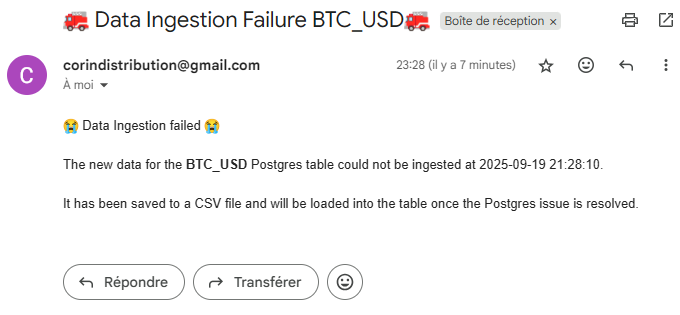 🚒 Data Ingestion Failure BTC_USD🚒 Boîte de réception ×
C
corindistribution@gmail.com 23:28 (il y a 7 minutes)
À moi
😭 Data Ingestion failed 😭
The new data for the BTC_USD Postgres table could not be ingested at 2025-09-19 21:28:10.
It has been saved to a CSV file and will be loaded into the table once the Postgres issue is resolved.
Répondre Transférer